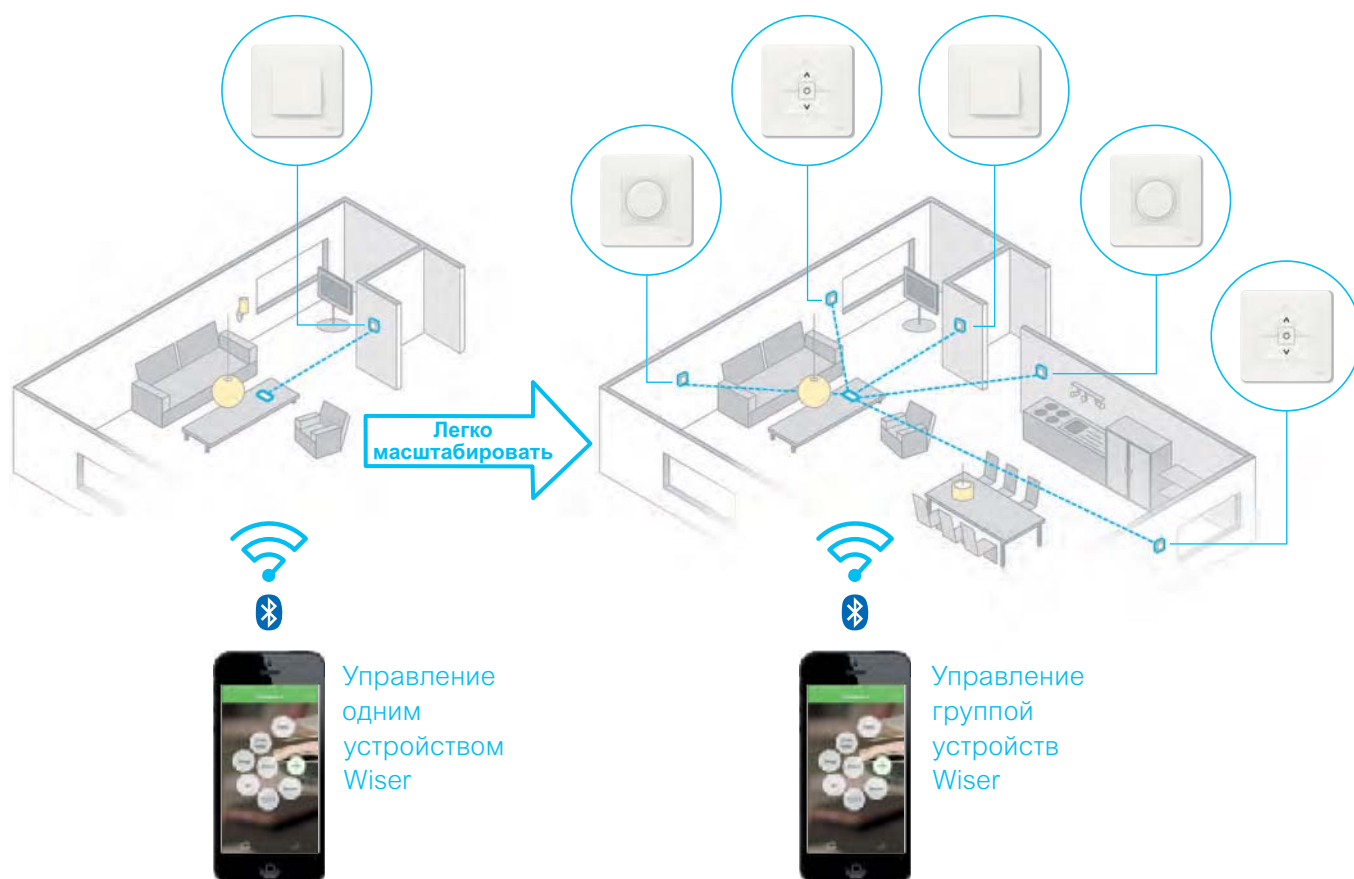 Легко
масштабировать
Управление
одним
устройством
Wiser
Управление
группой
устройств
Wiser